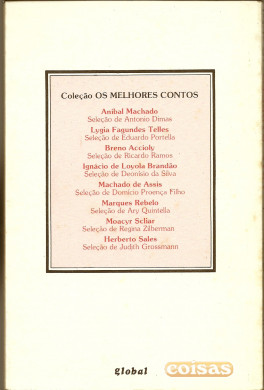 Coleção OS MELHORES CONTOS
Aníbal Machado
Seleção de Antonio Dimas
Lygia Fagundes Telles
Seleção de Eduardo Portella
Breno Accioly
Seleção de Ricardo Ramos
Ignácio de Loyola Brandão
Seleção de Deonísio da Silva
Machado de Assis
Seleção de Domício Proença Filho
Marques Rebelo
Seleção de Ary Quintella
Moacyr Scliar
Seleção de Regina Zilberman
Herberto Sales
Seleção de Judith Grossmann
global
coisas